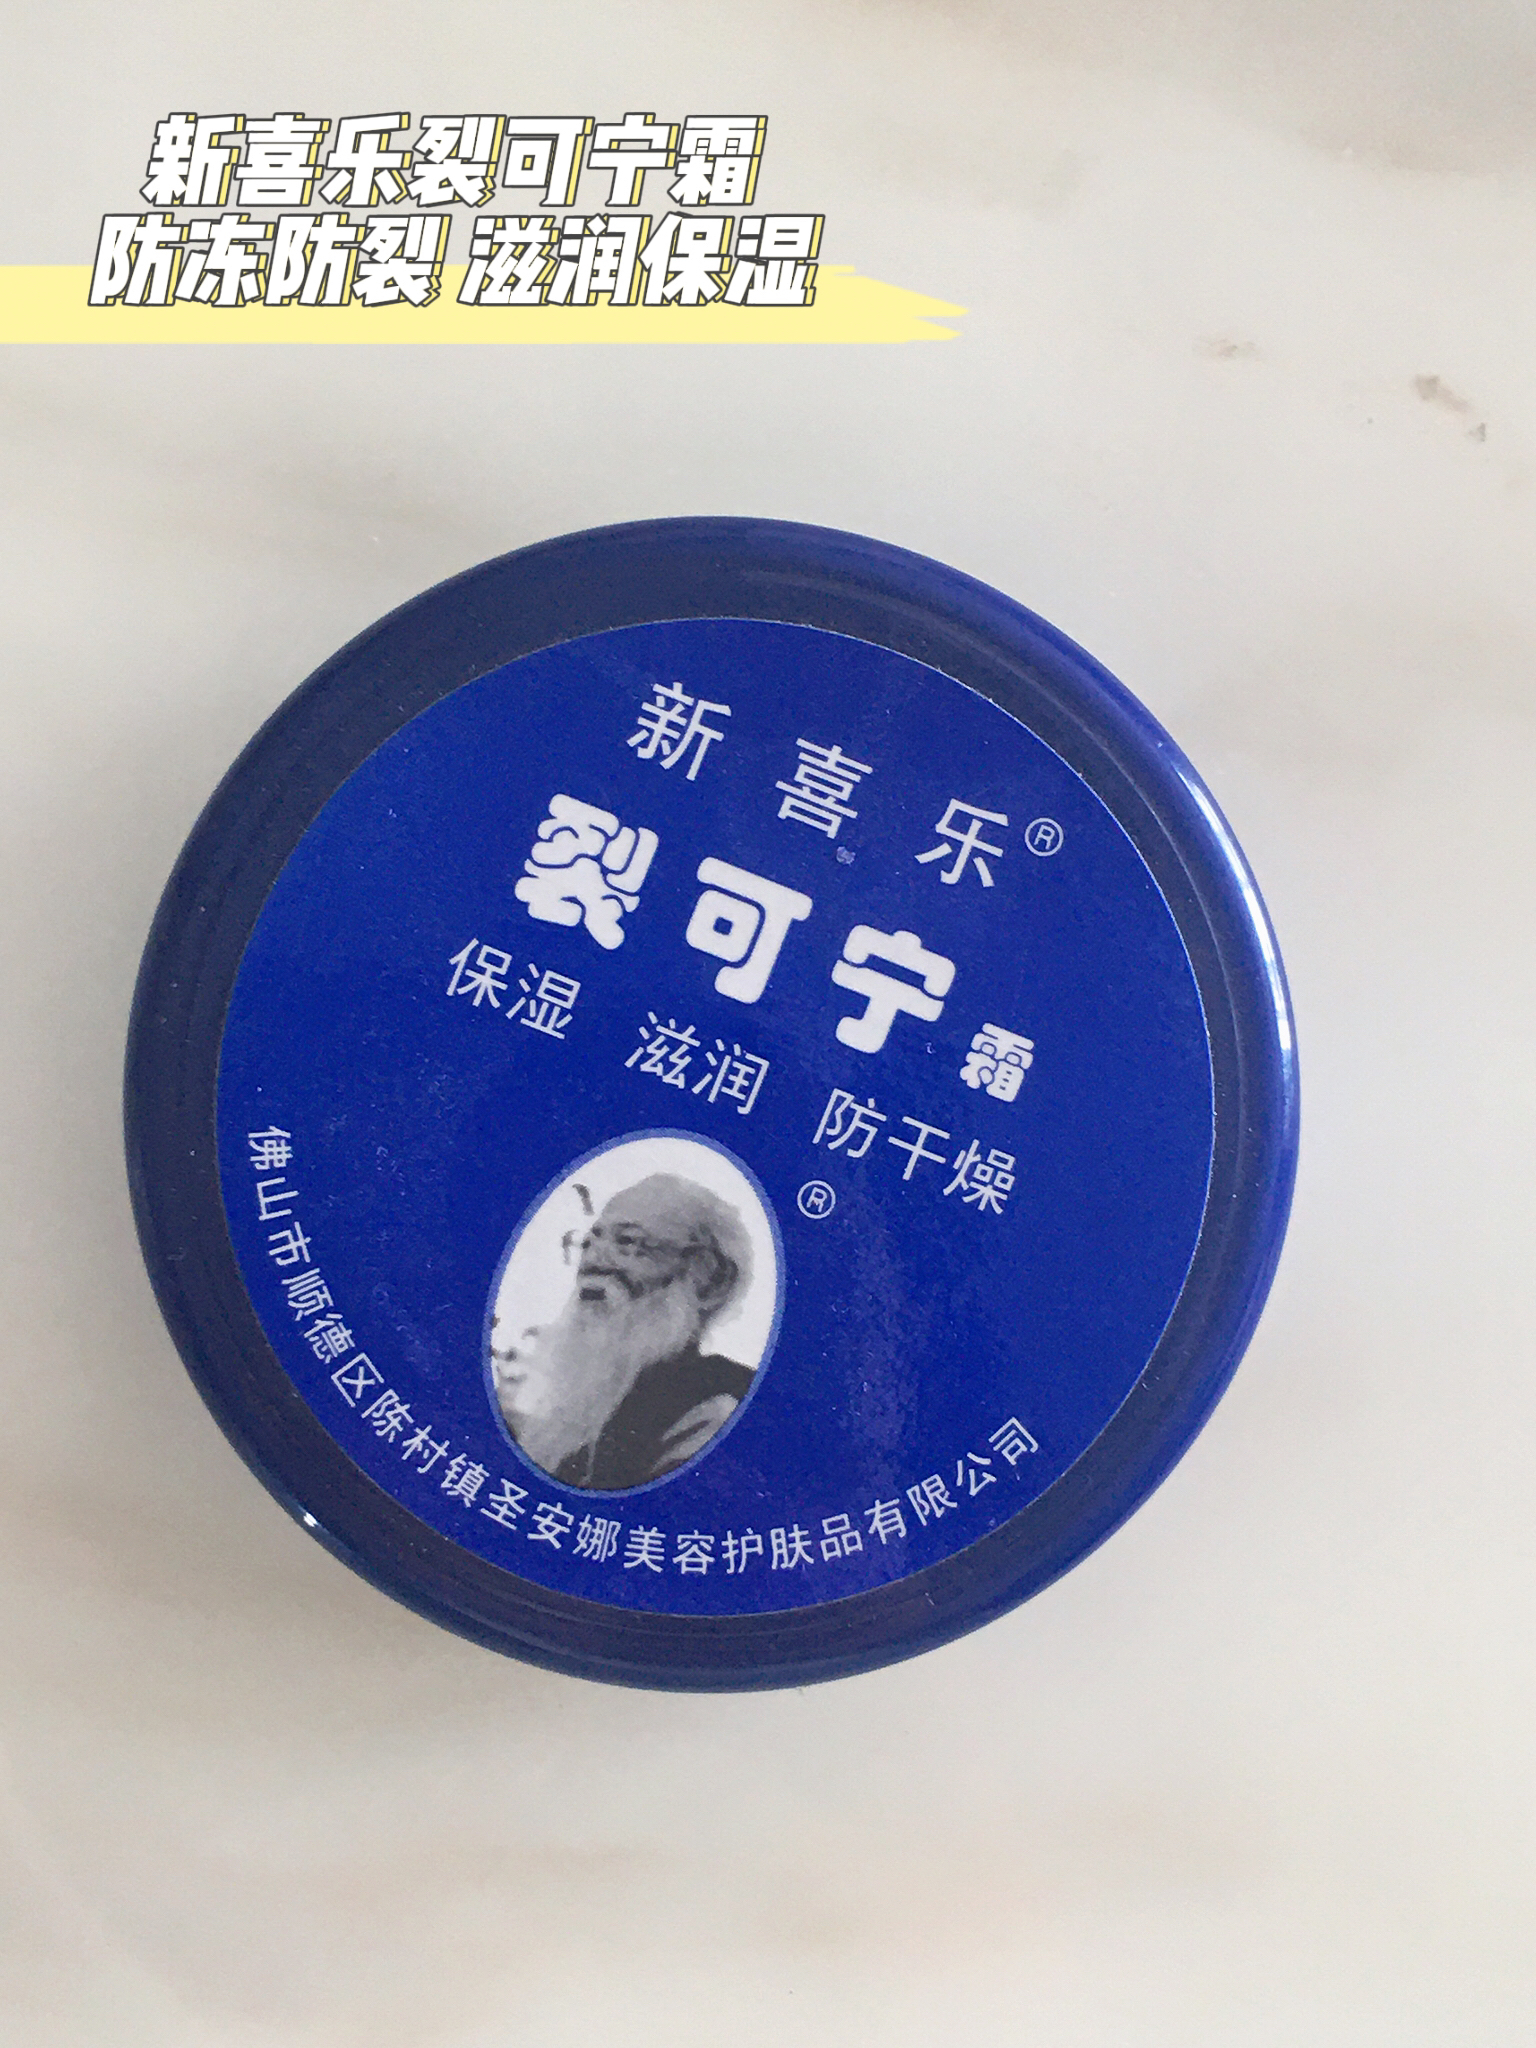 新喜乐裂可宁霜
防冻防裂 滋润保湿
新喜乐®
裂可宁霜
保湿 滋润 防干燥
®
佛山市顺德区陈村镇圣安娜美容护肤品有限公司